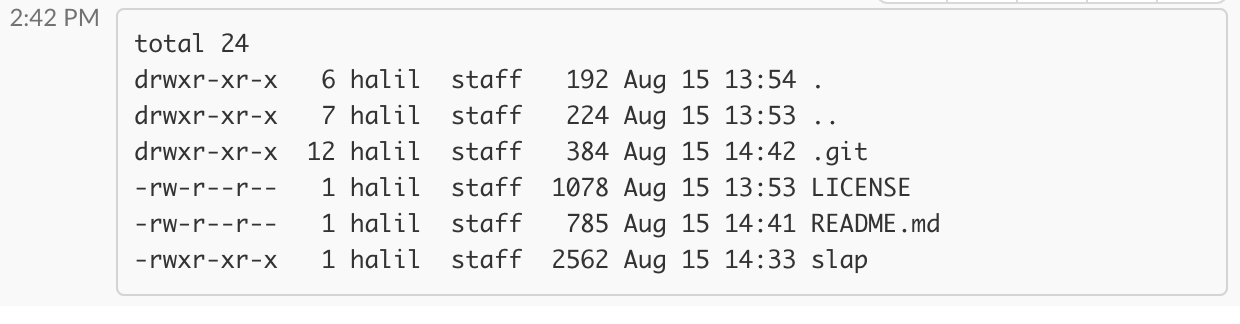 2:42 PM
total 24
drwxr-xr-x   6 halil  staff   192 Aug 15 13:54 .
drwxr-xr-x   7 halil  staff   224 Aug 15 13:53 ..
drwxr-xr-x  12 halil  staff   384 Aug 15 14:42 .git
-rw-r--r--   1 halil  staff  1078 Aug 15 13:53 LICENSE
-rw-r--r--   1 halil  staff   785 Aug 15 14:41 README.md
-rwxr-xr-x   1 halil  staff  2562 Aug 15 14:33 slap